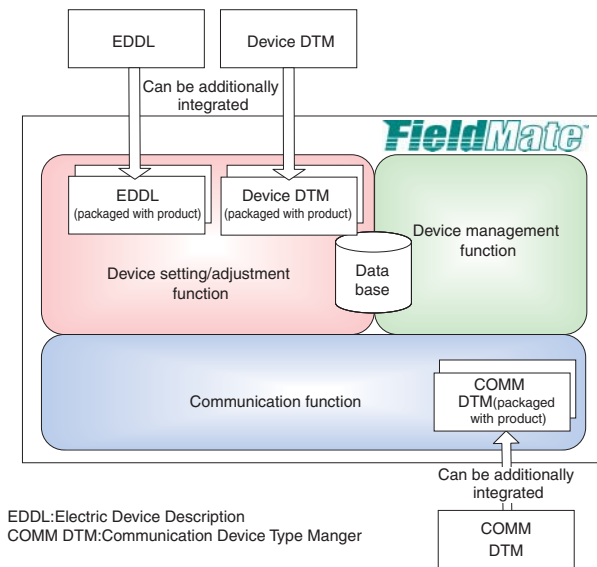 EDDL
Device DTM
Can be additionally
integrated
FieldMate™
EDDL
(packaged with product)
Device DTM
(packaged with product)
Device management
function
Device setting/adjustment
function
Data
base
Communication function
COMM
DTM(packaged
with product)
Can be additionally
integrated
EDDL:Electric Device Description
COMM DTM:Communication Device Type Manger
COMM
DTM